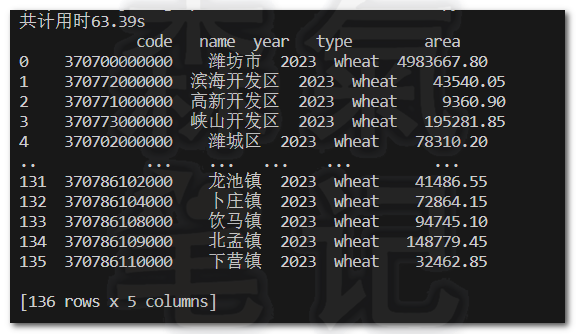 共计用时63.39s
code name year type area
0 370700000000 潍坊市 2023 wheat 4983667.80
1 370772000000 滨海开发区 2023 wheat 43540.05
2 370771000000 高新开发区 2023 wheat 9360.90
3 370773000000 峡山开发区 2023 wheat 195281.85
4 370702000000 潍城区 2023 wheat 78310.20
.. ... ... ... ... ...
131 370786102000 龙池镇 2023 wheat 41486.55
132 370786104000 卜庄镇 2023 wheat 72864.15
133 370786108000 饮马镇 2023 wheat 94745.10
134 370786109000 北孟镇 2023 wheat 148779.45
135 370786110000 下营镇 2023 wheat 32462.85
[136 rows x 5 columns]